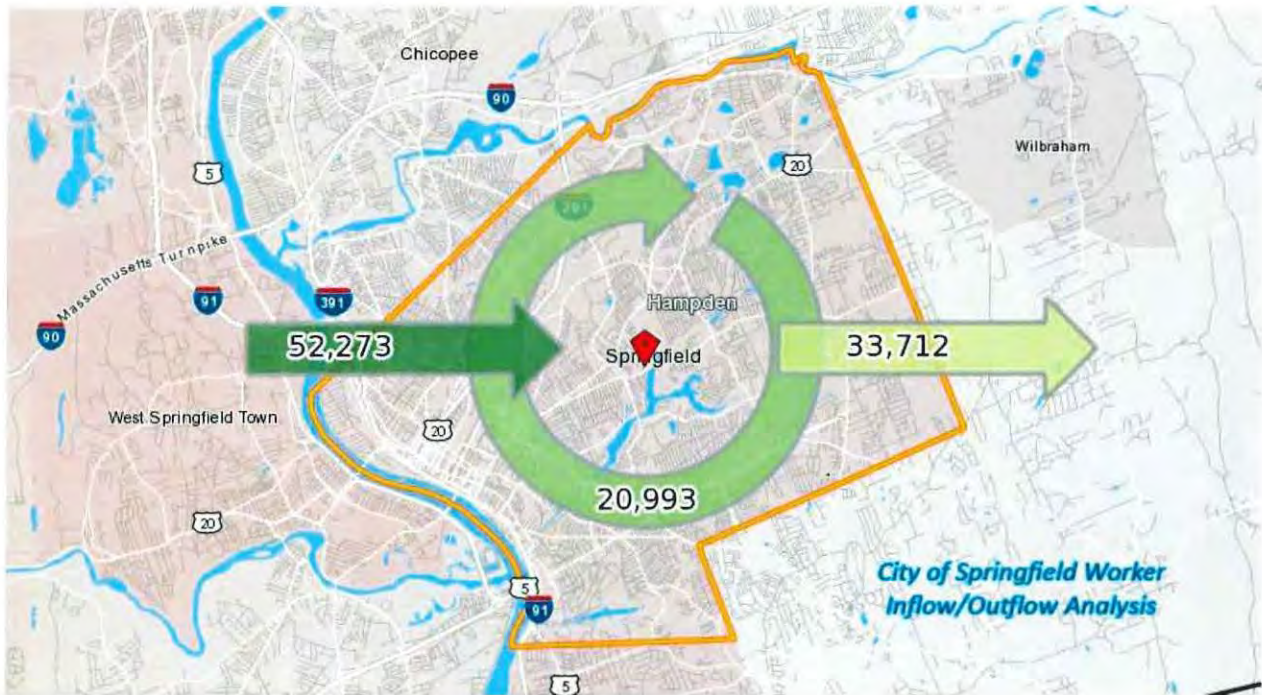 Chicopee
90
Wilbraham
5
20
291
Massachusetts Turnpike
91
391
Hampden
90
52,273
Springfield
33,712
West Springfield Town
20
20,993
20
City of Springfield Worker
Inflow/Outflow Analysis
5
91
5